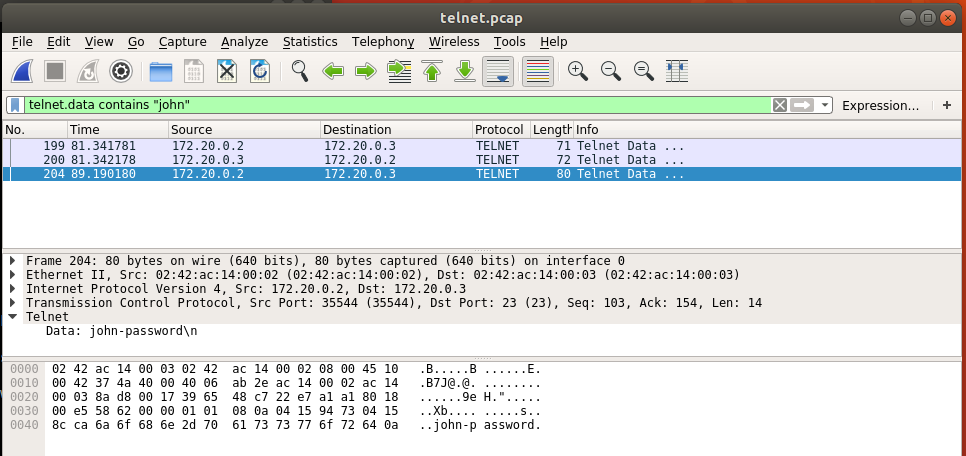 telnet.pcap
File Edit View Go Capture Analyze Statistics Telephony Wireless Tools Help
telnet.data contains "john" Expression… +
No. Time Source Destination Protocol Length Info
199 81.341781 172.20.0.2 172.20.0.3 TELNET 71 Telnet Data ...
200 81.342178 172.20.0.3 172.20.0.2 TELNET 72 Telnet Data ...
204 89.190180 172.20.0.2 172.20.0.3 TELNET 80 Telnet Data ...
Frame 204: 80 bytes on wire (640 bits), 80 bytes captured (640 bits) on interface 0
Ethernet II, Src: 02:42:ac:14:00:02 (02:42:ac:14:00:02), Dst: 02:42:ac:14:00:03 (02:42:ac:14:00:03)
Internet Protocol Version 4, Src: 172.20.0.2, Dst: 172.20.0.3
Transmission Control Protocol, Src Port: 35544 (35544), Dst Port: 23 (23), Seq: 103, Ack: 154, Len: 14
Telnet
Data: john-password\n
0000 02 42 ac 14 00 03 02 42 ac 14 00 02 08 00 45 10 .B.....B ......E.
0010 00 42 37 4a 40 00 40 06 ab 2e ac 14 00 02 ac 14 .B7J@.@. ........
0020 00 03 8a d8 00 17 39 65 48 c7 22 e7 a1 a1 80 18 ......9e H.".....
0030 00 e5 58 62 00 00 01 01 08 0a 04 15 94 73 04 15 ..Xb.... .....s..
0040 8c ca 6a 6f 68 6e 2d 70 61 73 73 77 6f 72 64 0a ..john-p assword.